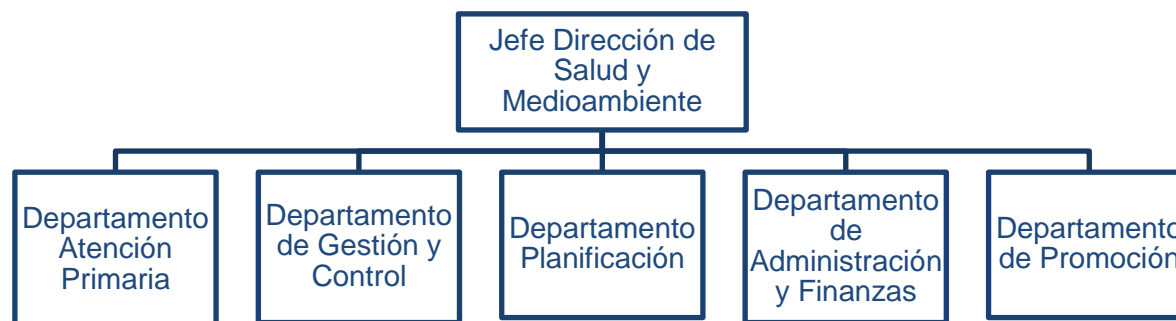 Jefe Dirección de
Salud y
Medioambiente
Departamento
Atención
Primaria
Departamento
de Gestión y
Control
Departamento
Planificación
Departamento
de
Administración
y Finanzas
Departamento
de Promoción